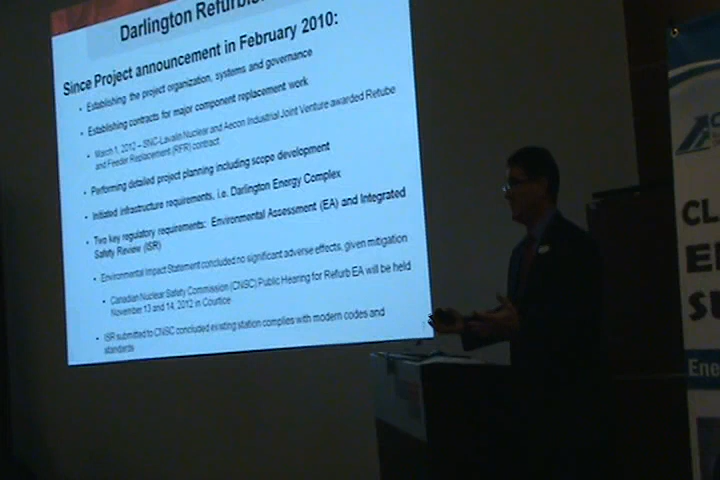 Darlington Refurbis
Since Project announcement in February 2010:
• Establishing the project organization, systems and governance
• Establishing contracts for major component replacement work
• March 1, 2012 – SNC-Lavalin Nuclear and Aecon Industrial Joint Venture awarded Retube
and Feeder Replacement (RFR) contract
• Performing detailed project planning including scope development
• Initiated infrastructure requirements, i.e. Darlington Energy Complex
• Two key regulatory requirements: Environmental Assessment (EA) and Integrated
Safety Review (ISR)
• Environmental Impact Statement concluded no significant adverse effects, given mitigation
• Canadian Nuclear Safety Commission (CNSC) Public Hearing for Refurb EA will be held
November 13 and 14, 2012 in Courtice
• ISR submitted to CNSC concluded existing station complies with modern codes and
standards
CL
E
S
Ene